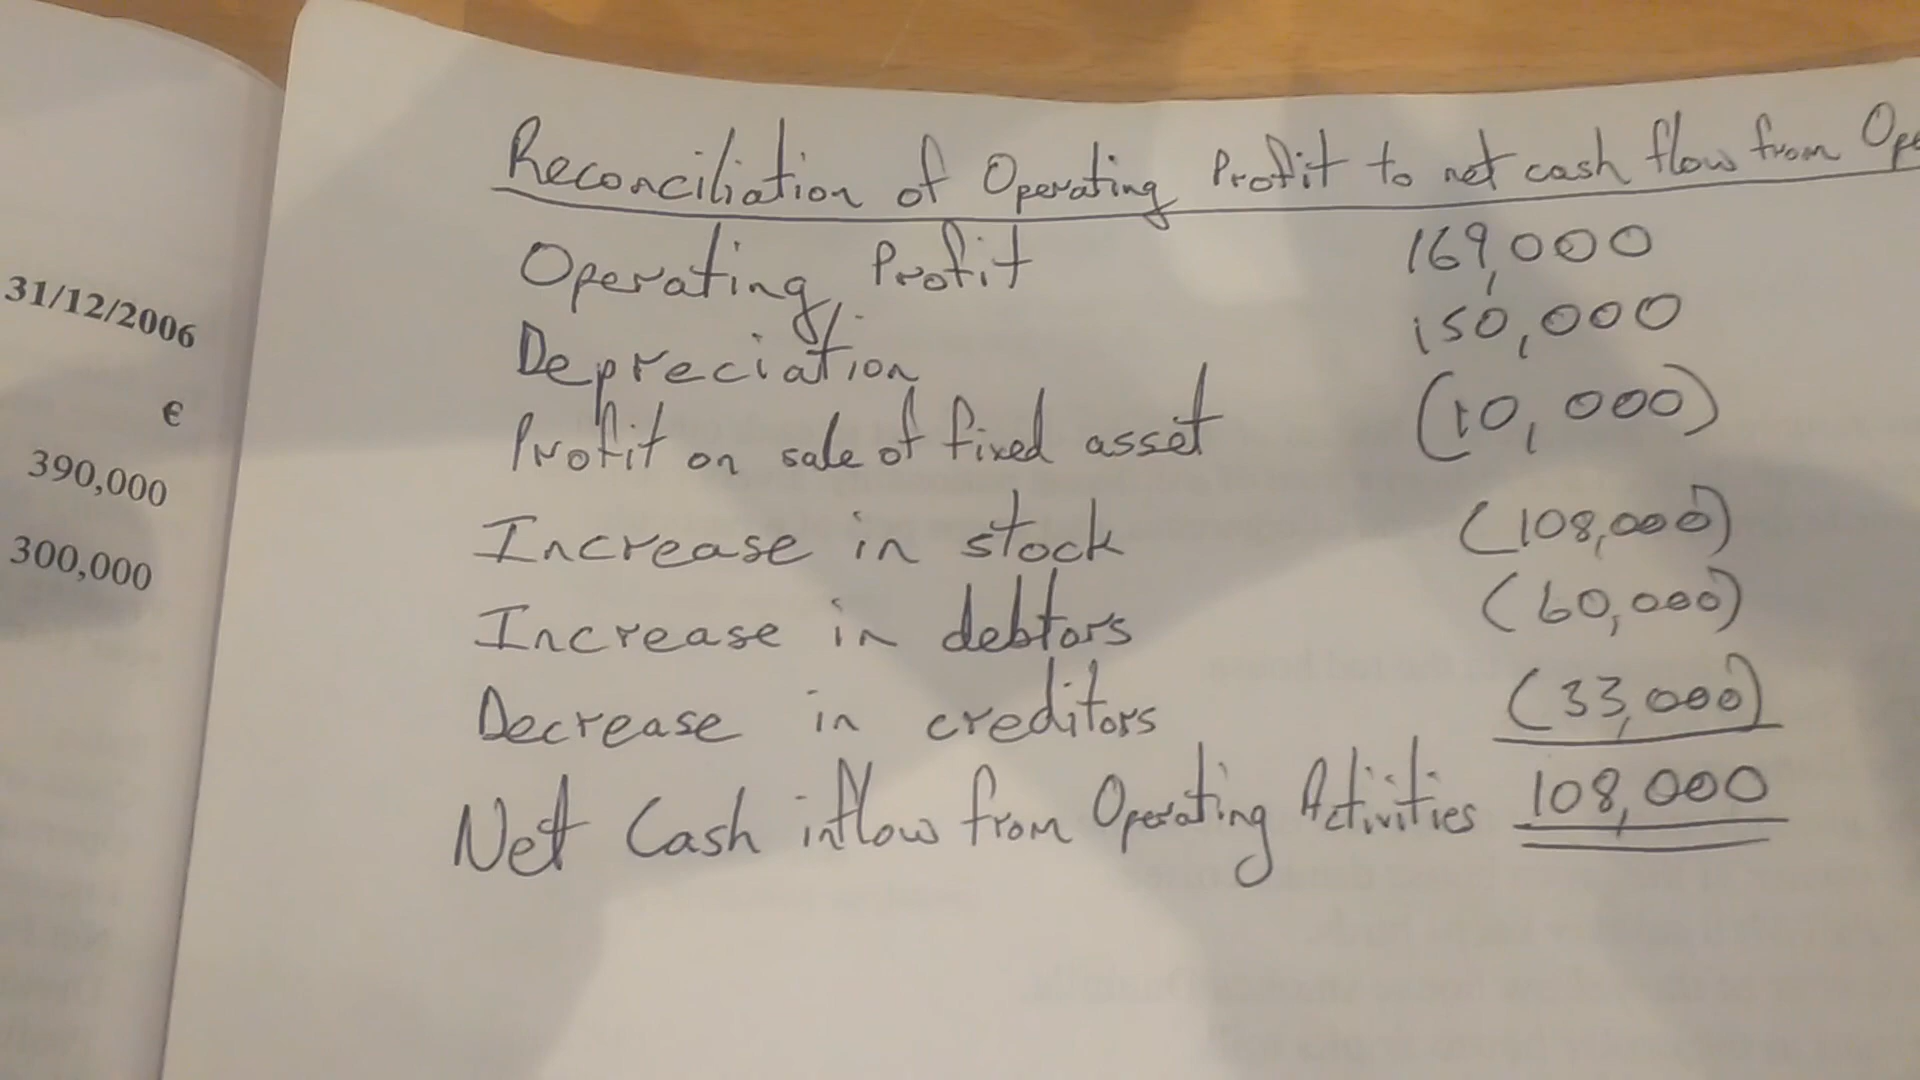 31/12/2006
€
390,000
300,000
Reconciliation of Operating Profit to net cash flow from Ope
Operating Profit 169,000
Depreciation 150,000
Profit on sale of fixed asset (10,000)
Increase in stock (108,000)
Increase in debtors (60,000)
Decrease in creditors (33,000)
Net Cash inflow from Operating Activities 108,000